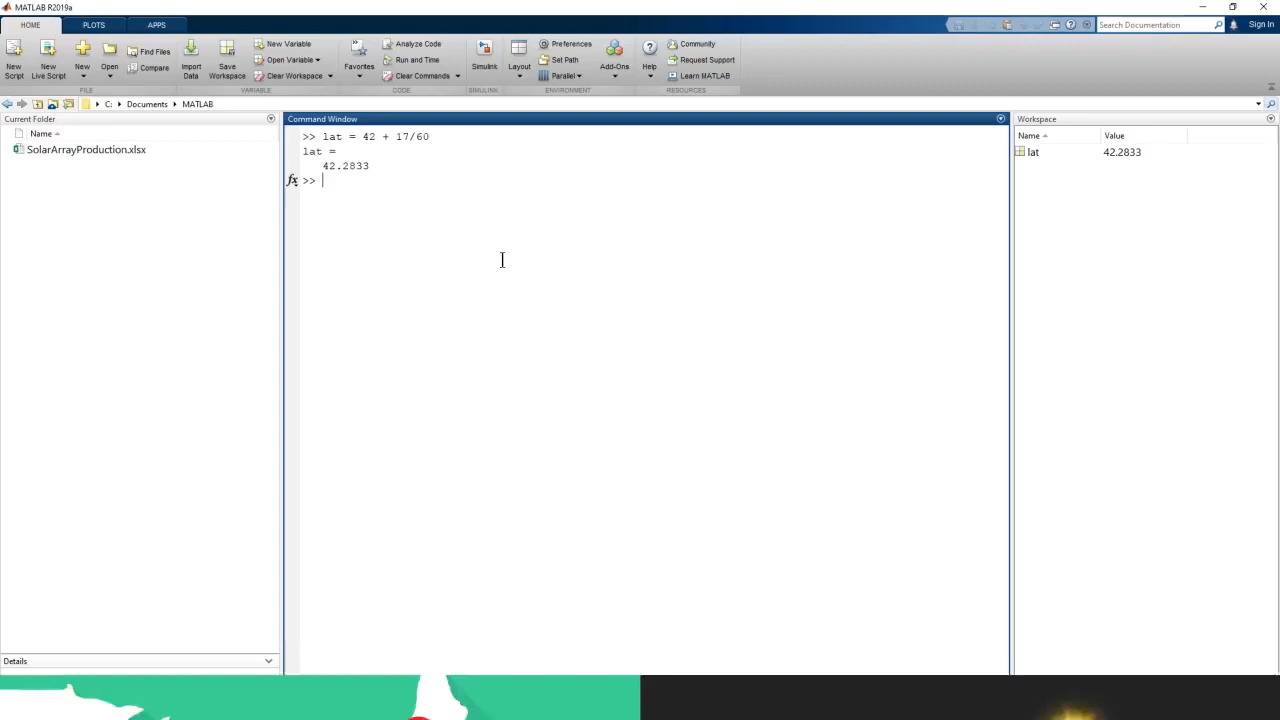 MATLAB R2019a
HOME PLOTS APPS
Search Documentation
Sign In
New Script
New Live Script
New
Open
Find Files
Compare
FILE
Import Data
Save Workspace
New Variable
Open Variable
Clear Workspace
VARIABLE
Favorites
Analyze Code
Run and Time
Clear Commands
CODE
Simulink
SIMULINK
Layout
Preferences
Set Path
Parallel
Add-Ons
ENVIRONMENT
Help
Community
Request Support
Learn MATLAB
RESOURCES
C: Documents MATLAB
Current Folder
Name
SolarArrayProduction.xlsx
Details
Command Window
>> lat = 42 + 17/60
lat =
42.2833
fx >>
Workspace
Name Value
lat 42.2833